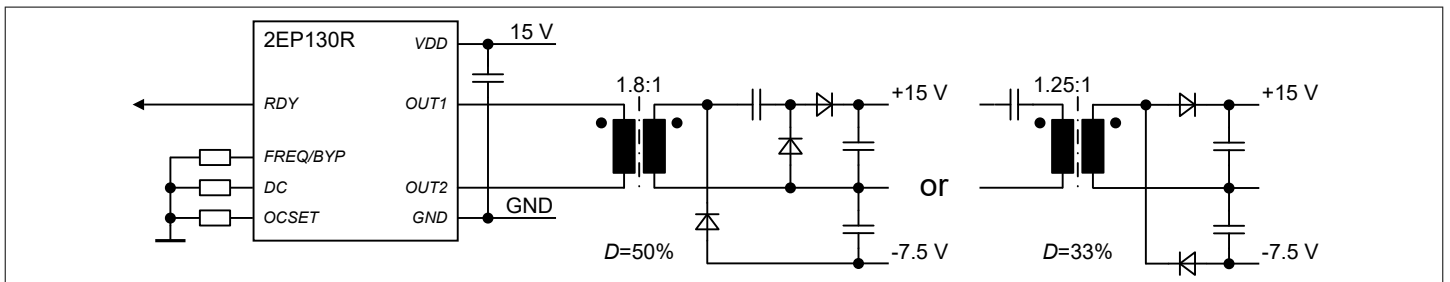 2EP130R
VDD
15 V
RDY
OUT1
1.8:1
+15 V
1.25:1
+15 V
FREQ/BYP
DC
OUT2
or
OCSET
GND
GND
D=50%
-7.5 V
D=33%
-7.5 V